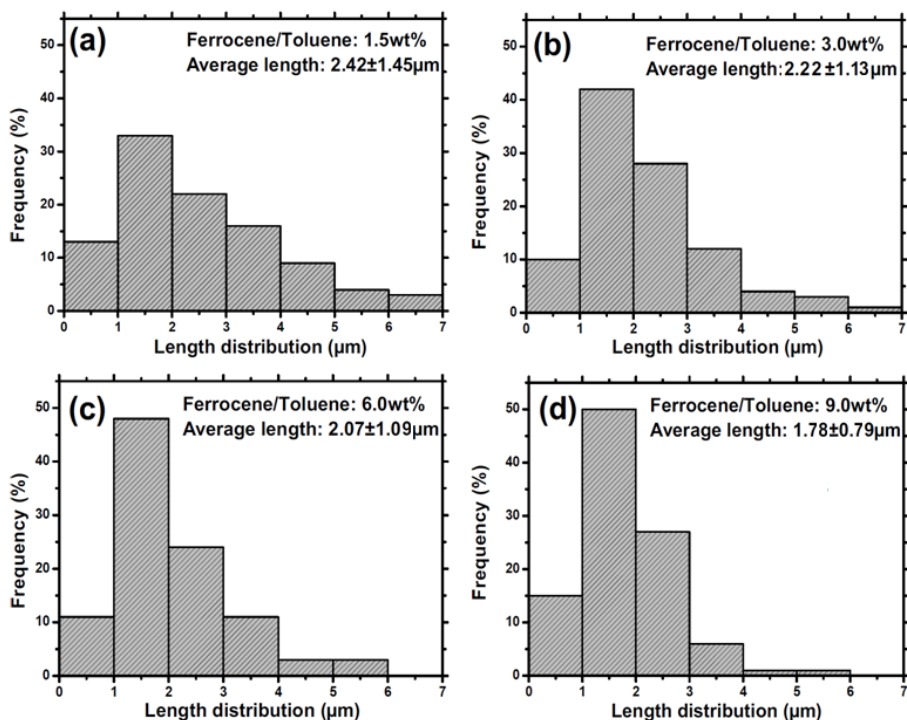 (a)
Ferrocene/Toluene: 1.5wt%
Average length: 2.42±1.45µm
Frequency (%)
50
40
30
20
10
0
0 1 2 3 4 5 6 7
Length distribution (µm)
(b)
Ferrocene/Toluene: 3.0wt%
Average length:2.22±1.13µm
Frequency (%)
50
40
30
20
10
0
0 1 2 3 4 5 6 7
Length distribution (µm)
(c)
Ferrocene/Toluene: 6.0wt%
Average length: 2.07±1.09µm
Frequency (%)
50
40
30
20
10
0
0 1 2 3 4 5 6 7
Length distribution (µm)
(d)
Ferrocene/Toluene: 9.0wt%
Average length: 1.78±0.79µm
Frequency (%)
50
40
30
20
10
0
0 1 2 3 4 5 6 7
Length distribution (µm)